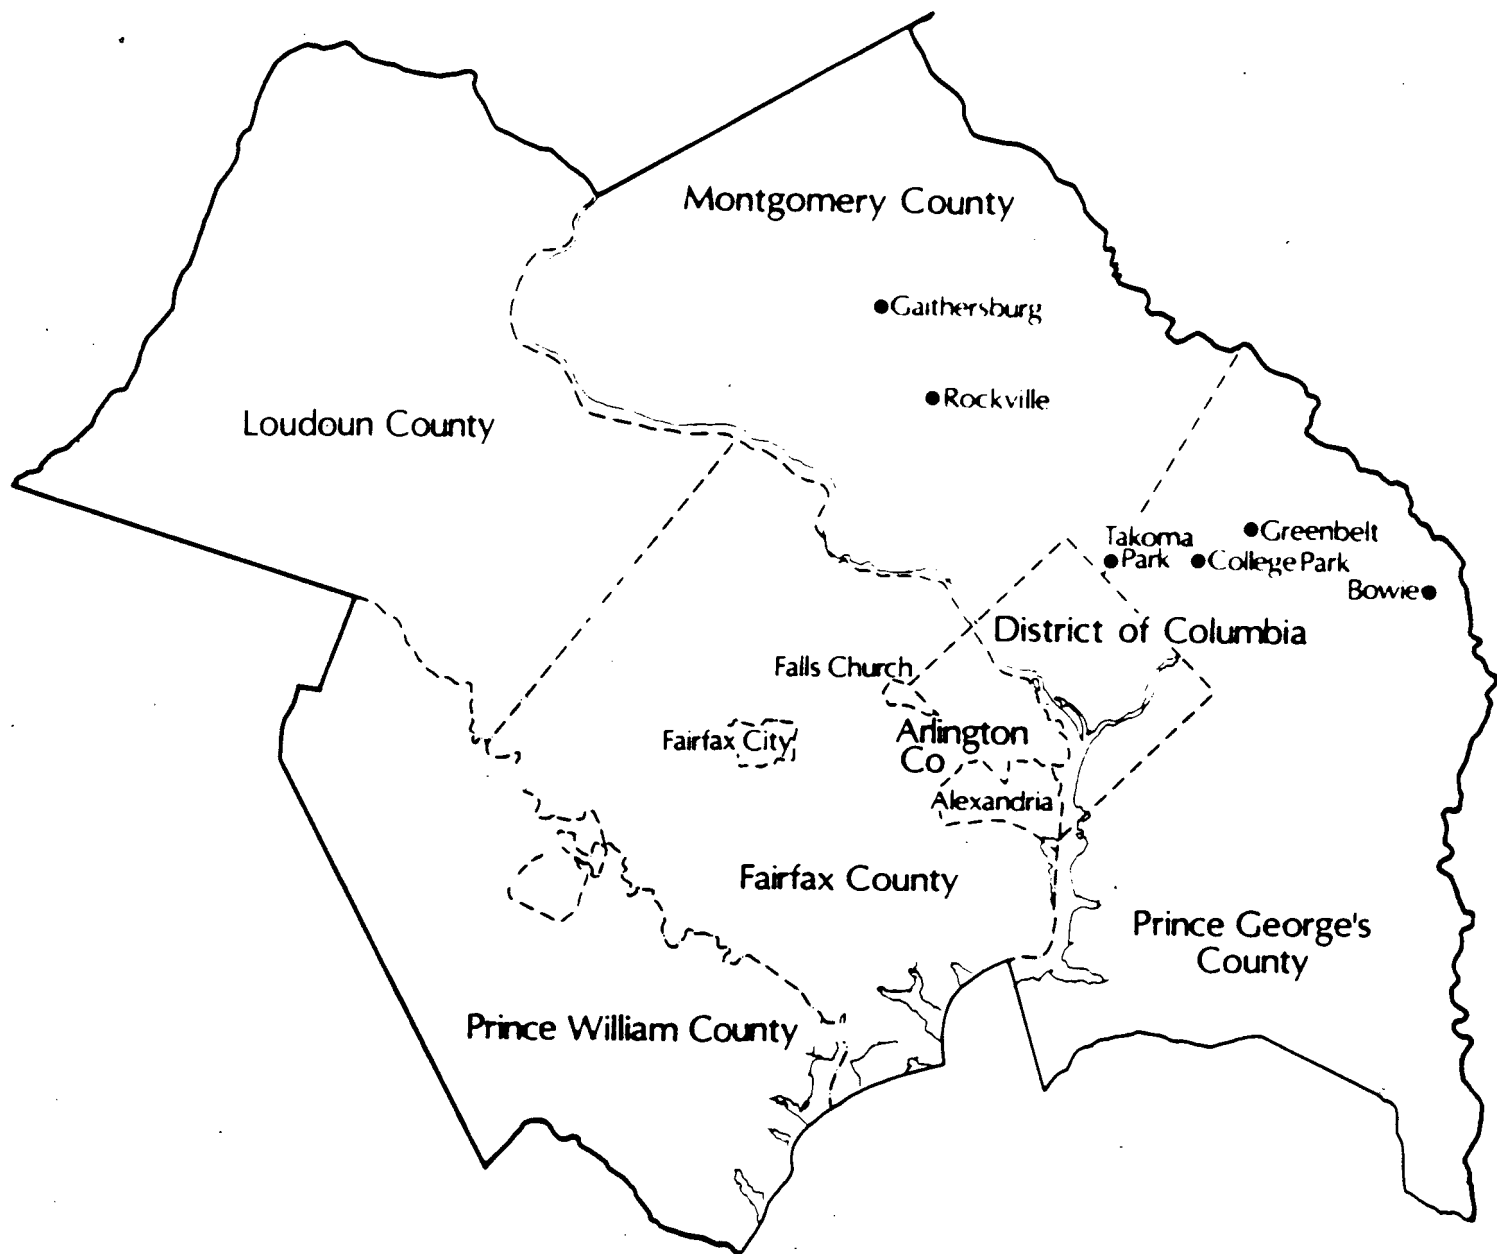 Montgomery County
Gaithersburg
Rockville
Loudoun County
Greenbelt
Takoma
Park
College Park
Bowie
District of Columbia
Falls Church
Arlington
Co
Fairfax City
Alexandria
Fairfax County
Prince George's
County
Prince William County